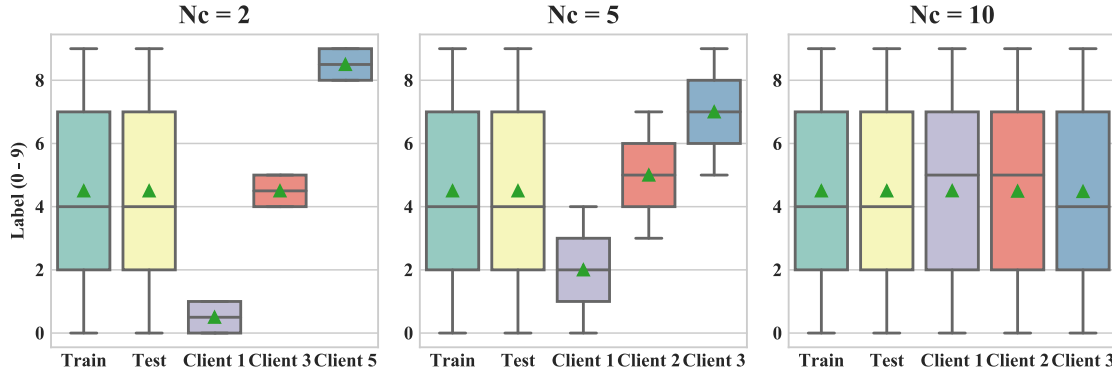 Nc = 2
Nc = 5
Nc = 10
Label (0 - 9)
8
6
4
2
0
Train Test Client 1 Client 3 Client 5
8
6
4
2
0
Train Test Client 1 Client 2 Client 3
8
6
4
2
0
Train Test Client 1 Client 2 Client 3